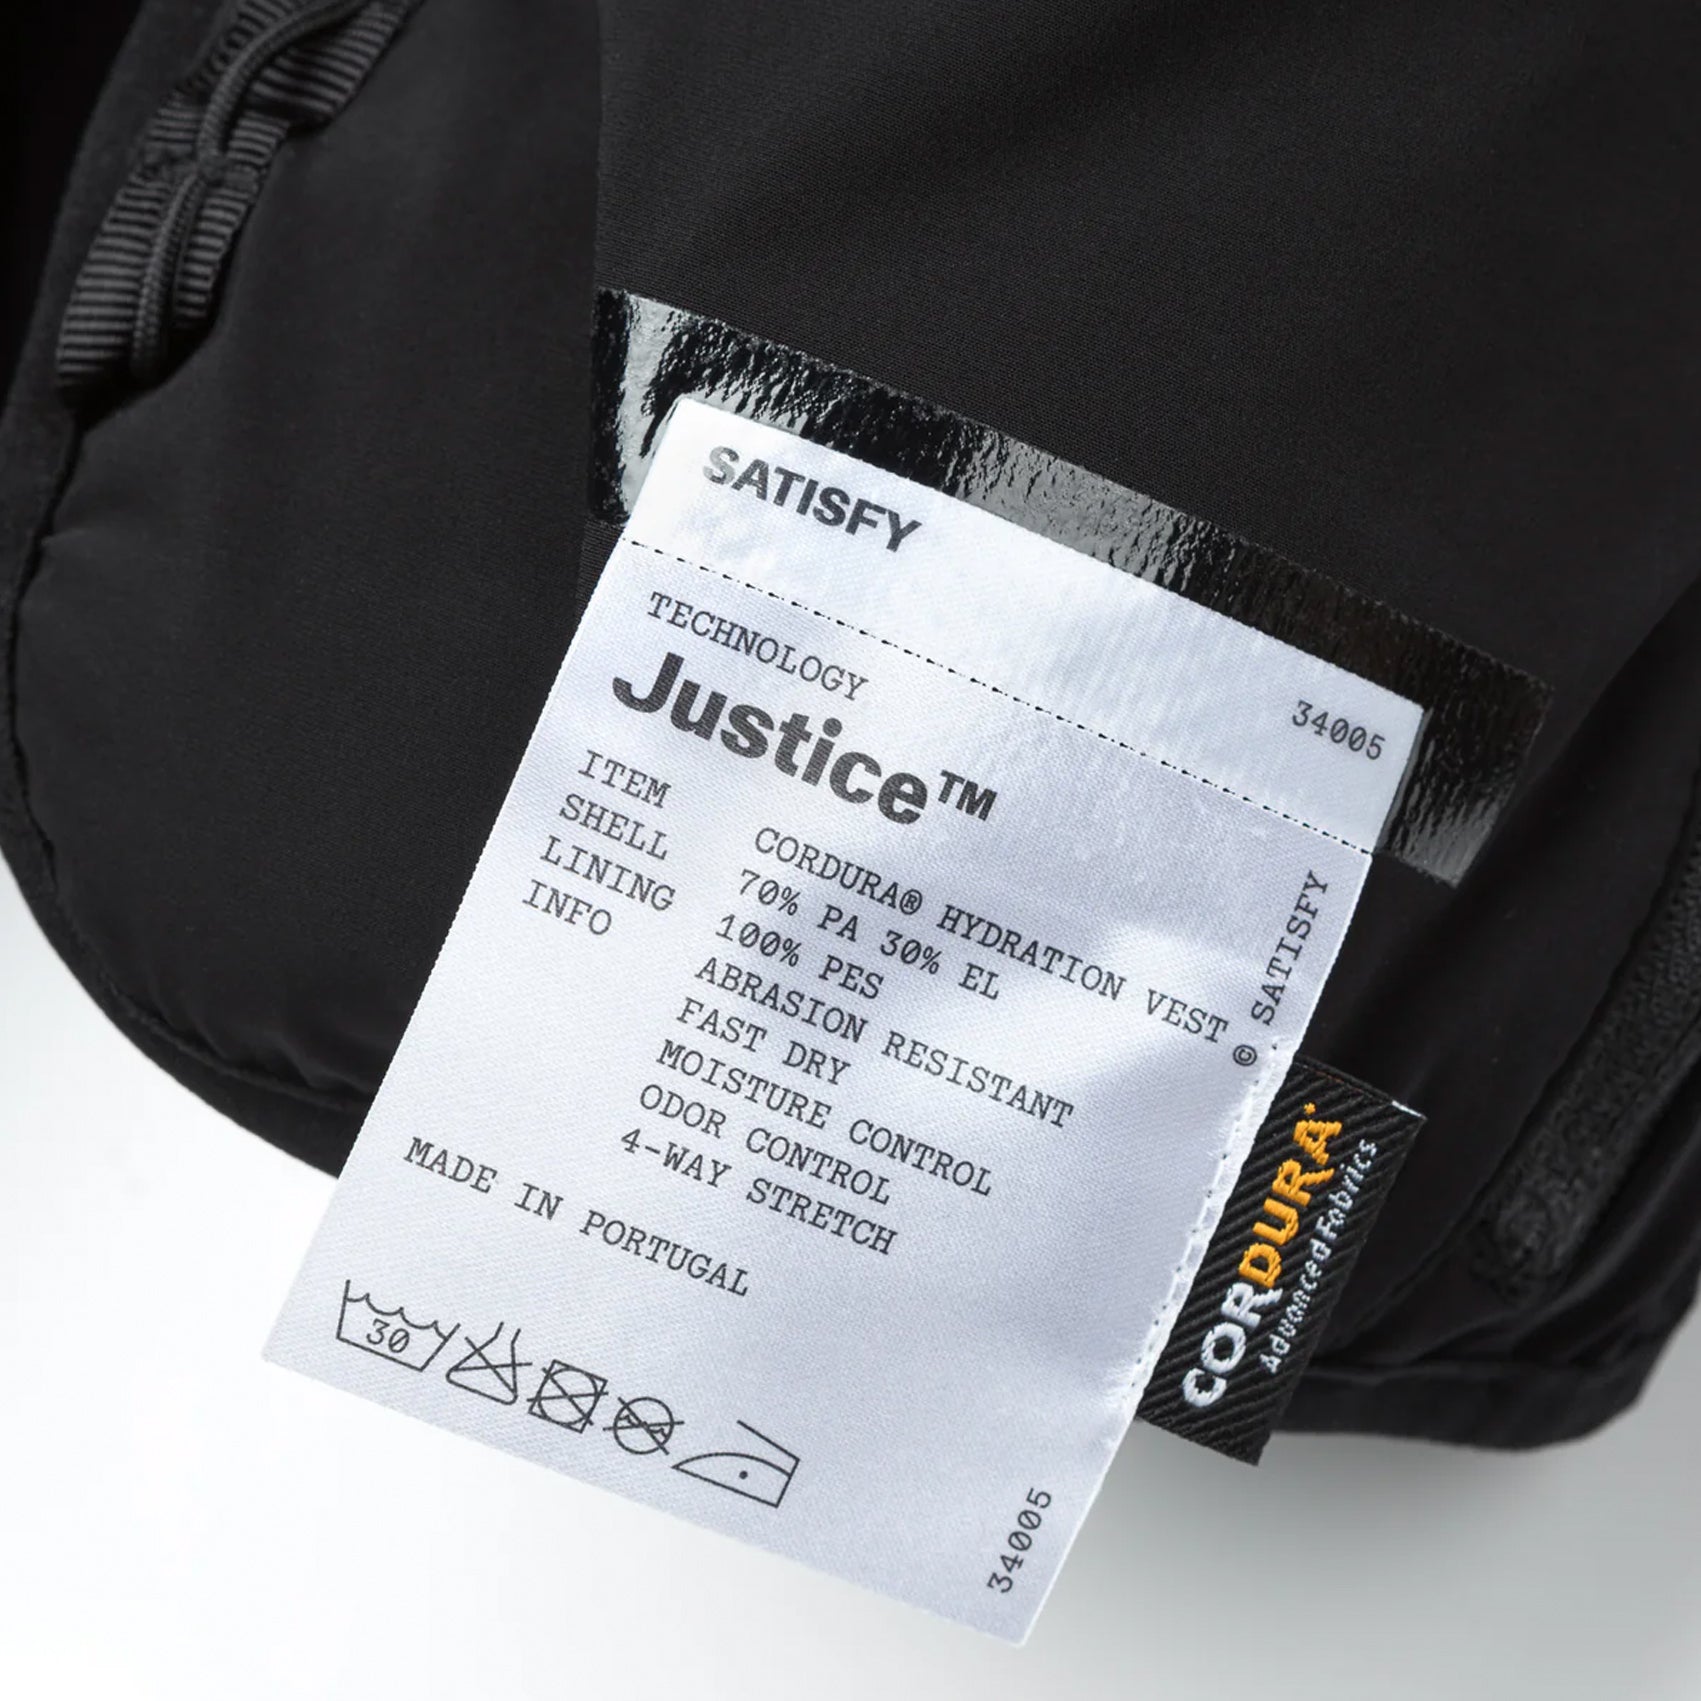 SATISFY
34005
TECHNOLOGY
Justice™
ITEM CORDURA® HYDRATION VEST
SHELL 70% PA 30% EL
LINING 100% PES
INFO ABRASION RESISTANT
FAST DRY
MOISTURE CONTROL
ODOR CONTROL
4-WAY STRETCH
MADE IN PORTUGAL
30
© SATISFY
34005
CORDURA
Advanced Fabrics